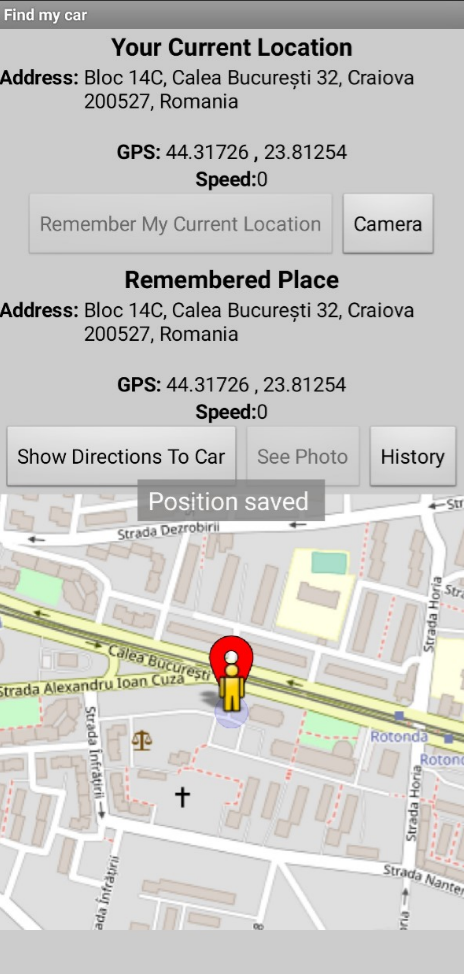 Find my car
Your Current Location
Address: Bloc 14C, Calea București 32, Craiova
200527, Romania
GPS: 44.31726 , 23.81254
Speed:0
Remember My Current Location
Camera
Remembered Place
Address: Bloc 14C, Calea București 32, Craiova
200527, Romania
GPS: 44.31726 , 23.81254
Speed:0
Show Directions To Car
See Photo
History
Position saved
Strada Dezrobirii
Strada Horia
Calea București
Strada Alexandru Ioan Cuza
Strada Înfrățirii
Rotonda
Rotond
Strada Horia
Strada Nanter
ada Înfrățirii